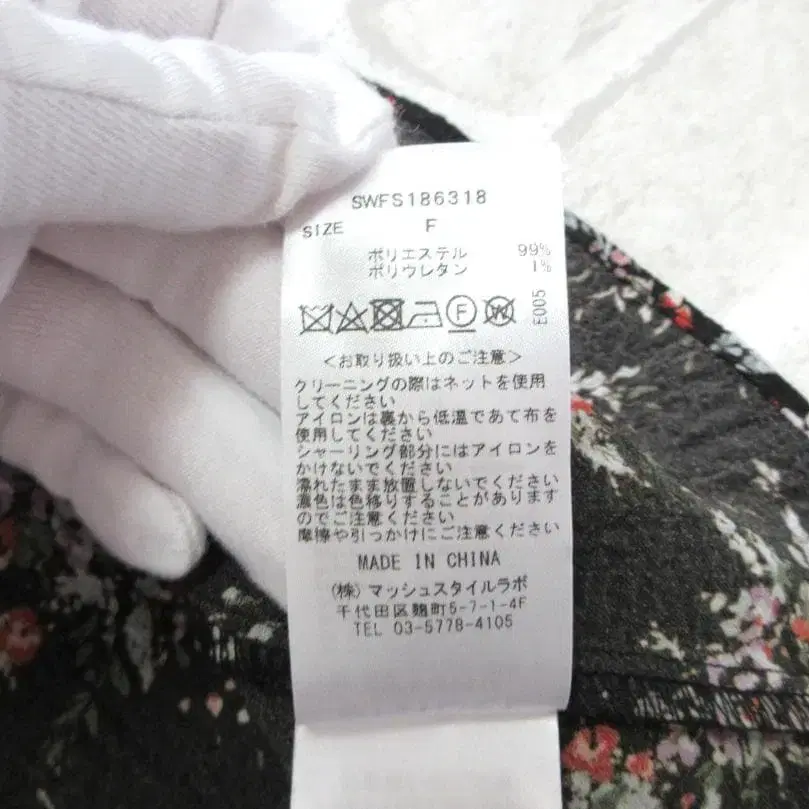 SWFS186318
SIZE F
ポリエステル 99%
ポリウレタン 1%
F W E005
<お取り扱い上のご注意>
クリーニングの際はネットを使用
してください
アイロンは裏から低温であて布を
使用してください
シャーリング部分にはアイロンを
かけないでください
濡れたまま放置しないでください
濃色は色移りすることがあります
のでご注意ください
摩擦や引っかけにご注意ください
MADE IN CHINA
(株)マッシュスタイルラボ
千代田区麹町5-7-1-4F
TEL 03-5778-4105